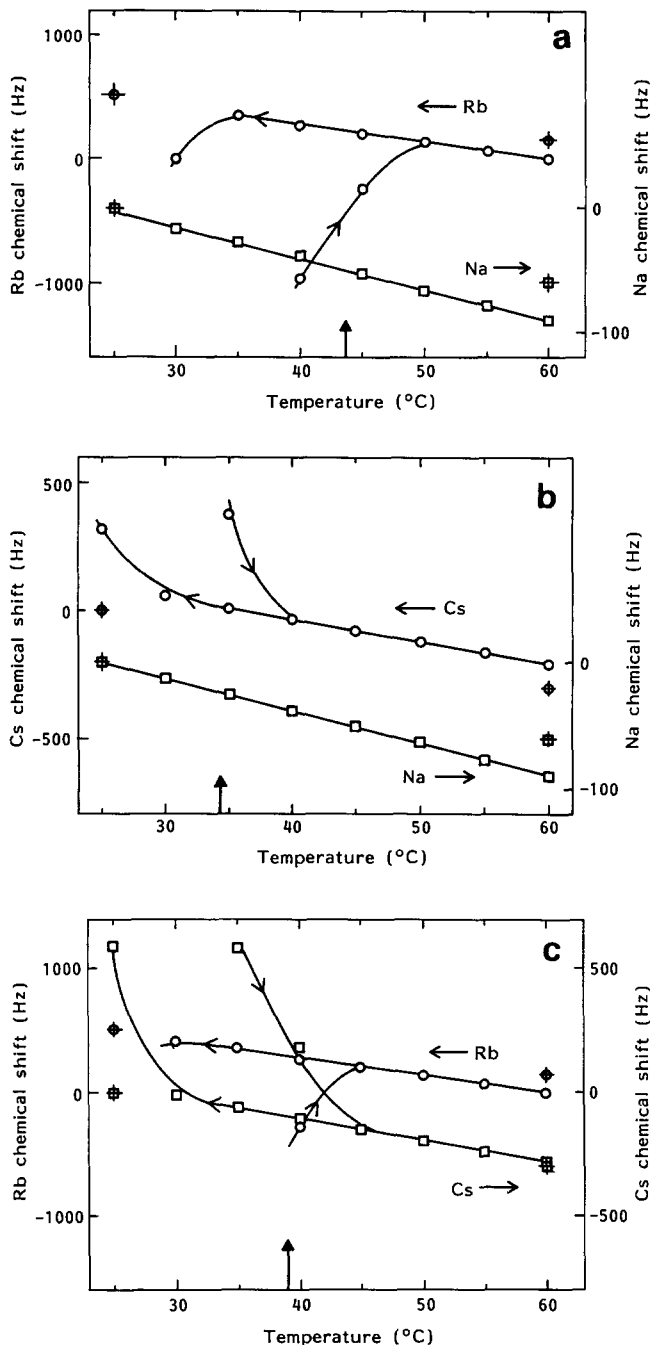 a
1000
0
-1000
Rb chemical shift (Hz)
0
-100
Na chemical shift (Hz)
← Rb
Na →
30 40 50 60
Temperature (°C)
b
500
0
-500
Cs chemical shift (Hz)
0
-100
Na chemical shift (Hz)
← Cs
Na →
30 40 50 60
Temperature (°C)
c
1000
0
-1000
Rb chemical shift (Hz)
500
0
-500
Cs chemical shift (Hz)
← Rb
Cs →
30 40 50 60
Temperature (°C)